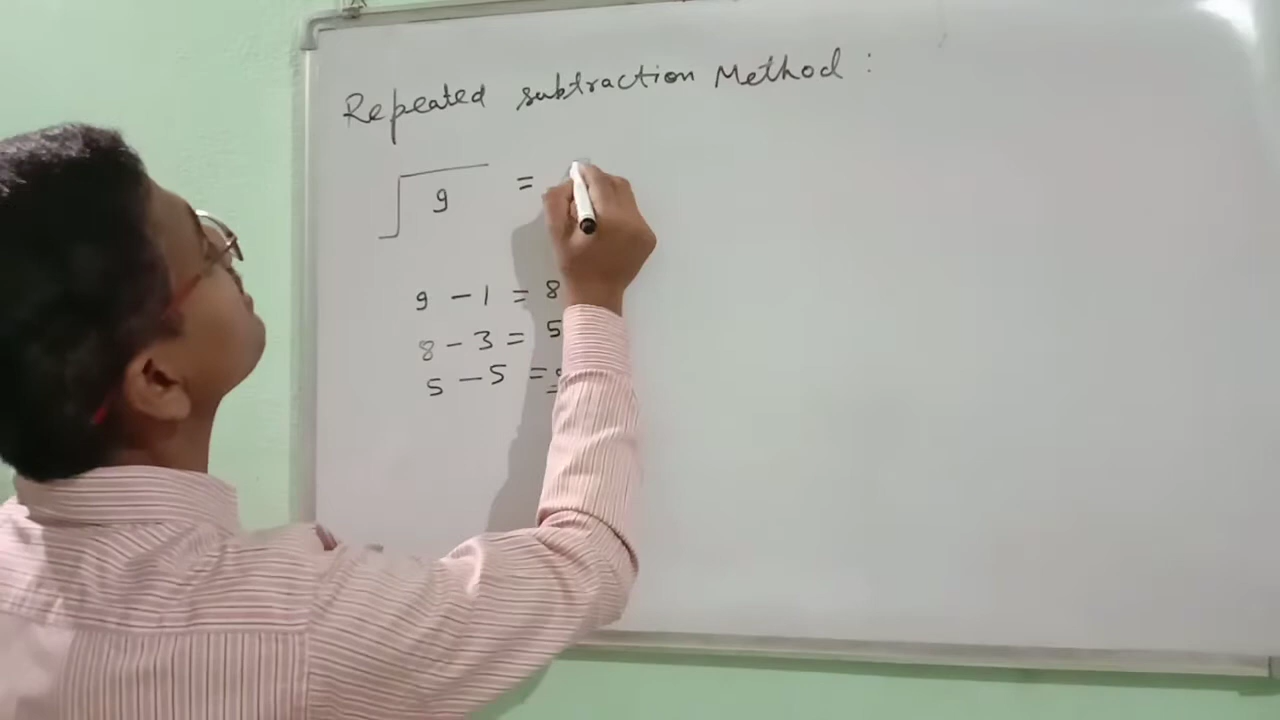 Repeated subtraction Method :
√9 =
9 - 1 = 8
8 - 3 = 5
5 - 5 =